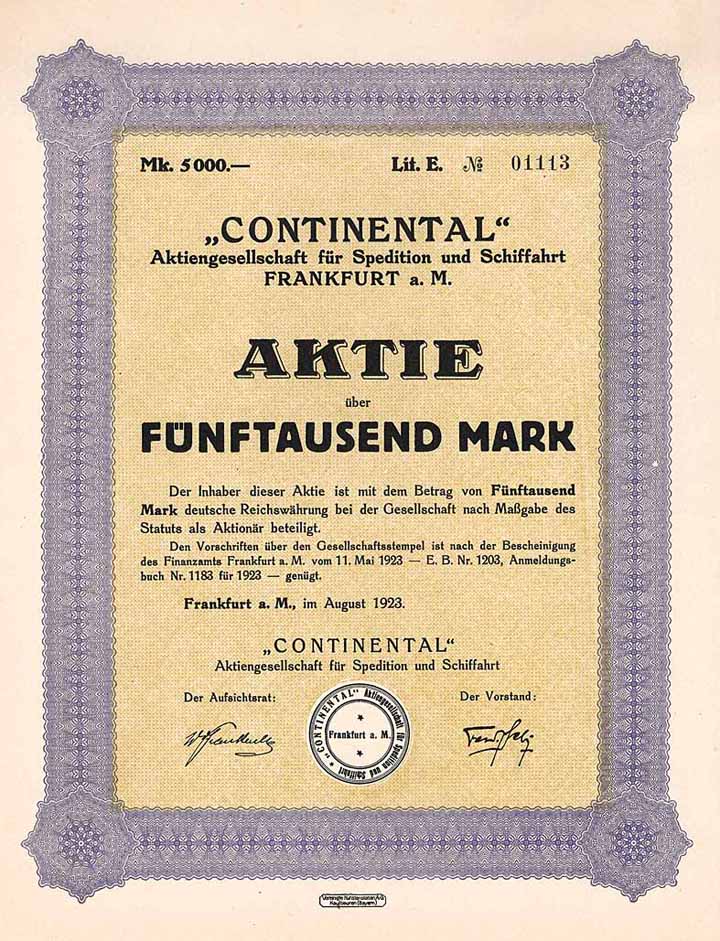 Mk. 5000.— Lit. E. № 01113
„CONTINENTAL“
Aktiengesellschaft für Spedition und Schiffahrt
FRANKFURT a. M.
AKTIE
über
FÜNFTAUSEND MARK
Der Inhaber dieser Aktie ist mit dem Betrag von Fünftausend
Mark deutsche Reichswährung bei der Gesellschaft nach Maßgabe des
Statuts als Aktionär beteiligt.
Den Vorschriften über den Gesellschaftsstempel ist nach der Bescheinigung
des Finanzamts Frankfurt a. M. vom 11. Mai 1923 — E. B. Nr. 1203, Anmeldungs-
buch Nr. 1183 für 1923 — genügt.
Frankfurt a. M., im August 1923.
„CONTINENTAL“
Aktiengesellschaft für Spedition und Schiffahrt
Der Aufsichtsrat: Der Vorstand:
„CONTINENTAL“ Aktiengesellschaft für Spedition und Schiffahrt
Frankfurt a. M.
Vereinigte Kunstanstalten A.G.
Kaufbeuren (Bayern)